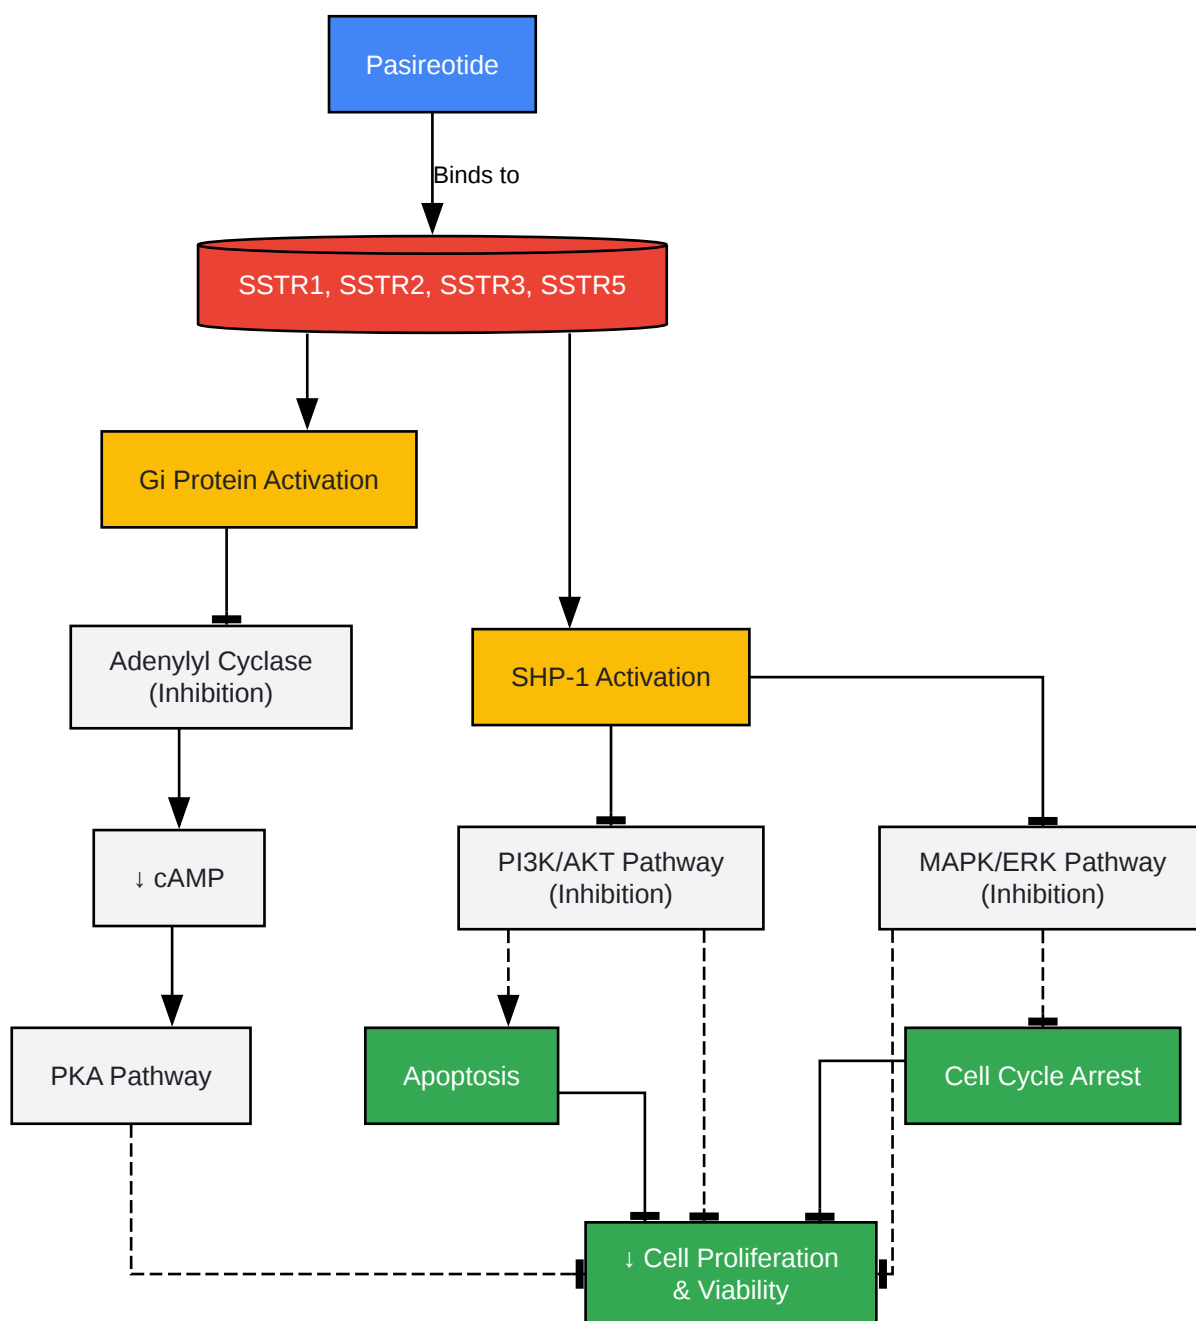 Pasireotide
Binds to
SSTR1, SSTR2, SSTR3, SSTR5
Gi Protein Activation
Adenylyl Cyclase
(Inhibition)
SHP-1 Activation
↓ cAMP
PI3K/AKT Pathway
(Inhibition)
MAPK/ERK Pathway
(Inhibition)
PKA Pathway
Apoptosis
Cell Cycle Arrest
↓ Cell Proliferation
& Viability